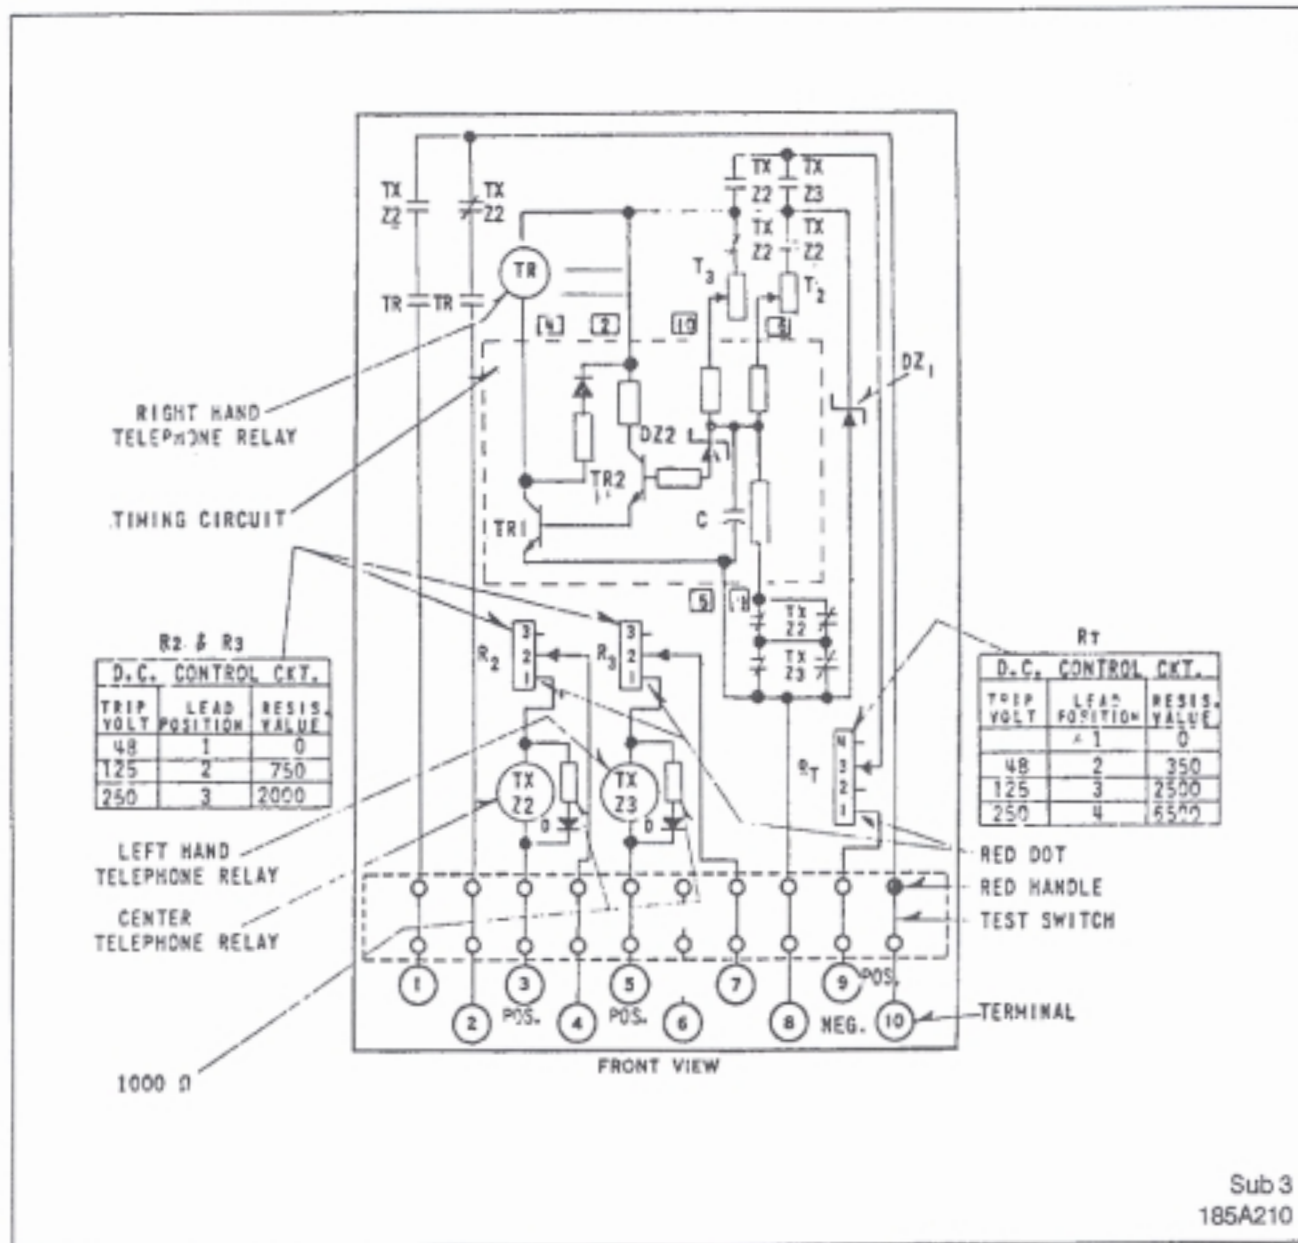 TX
Z2
TX
Z2
TX
Z2
TX
Z3
TX
Z2
TX
Z2
TR
T3
T2
TR
TR
4
2
10
DZ1
RIGHT HAND
TELEPHONE RELAY
DZ2
TR2
TIMING CIRCUIT
TR1
C
5
TX
Z2
TX
Z3
R2 & R3
D.C. CONTROL CKT.
TRIP VOLT LEAD POSITION RESIS. VALUE
48 1 0
125 2 750
250 3 2000
R2
3
2
1
R3
3
2
1
RT
D.C. CONTROL CKT.
TRIP VOLT LEAD POSITION RESIS. VALUE
1 0
48 2 350
125 3 2500
250 4 5500
RT
4
3
2
1
TX
Z2
D
TX
Z3
D
LEFT HAND
TELEPHONE RELAY
CENTER
TELEPHONE RELAY
RED DOT
RED HANDLE
TEST SWITCH
1
2
3
POS.
4
5
POS.
6
7
8
NEG.
9
POS.
10
TERMINAL
1000 Ω
FRONT VIEW
Sub 3
185A210